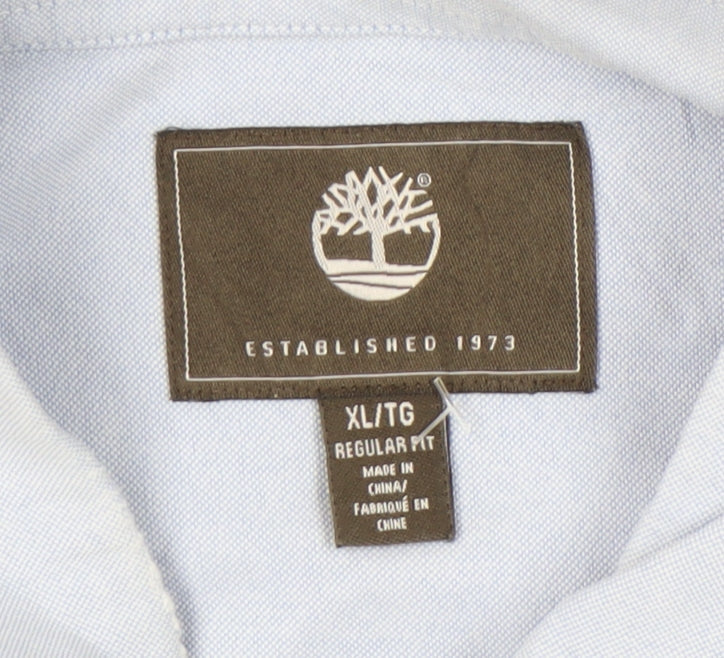 ®
ESTABLISHED 1973
XL/TG
REGULAR FIT
MADE IN
CHINA/
FABRIQUÉ EN
CHINE